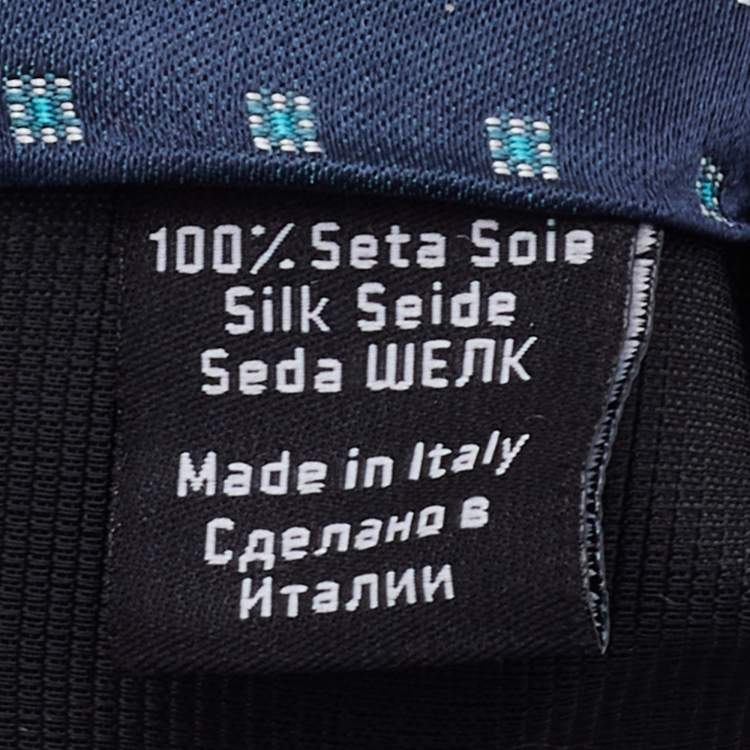 100% Seta Soie
Silk Seide
Seda ШЕЛК
Made in Italy
Сделано в
Италии